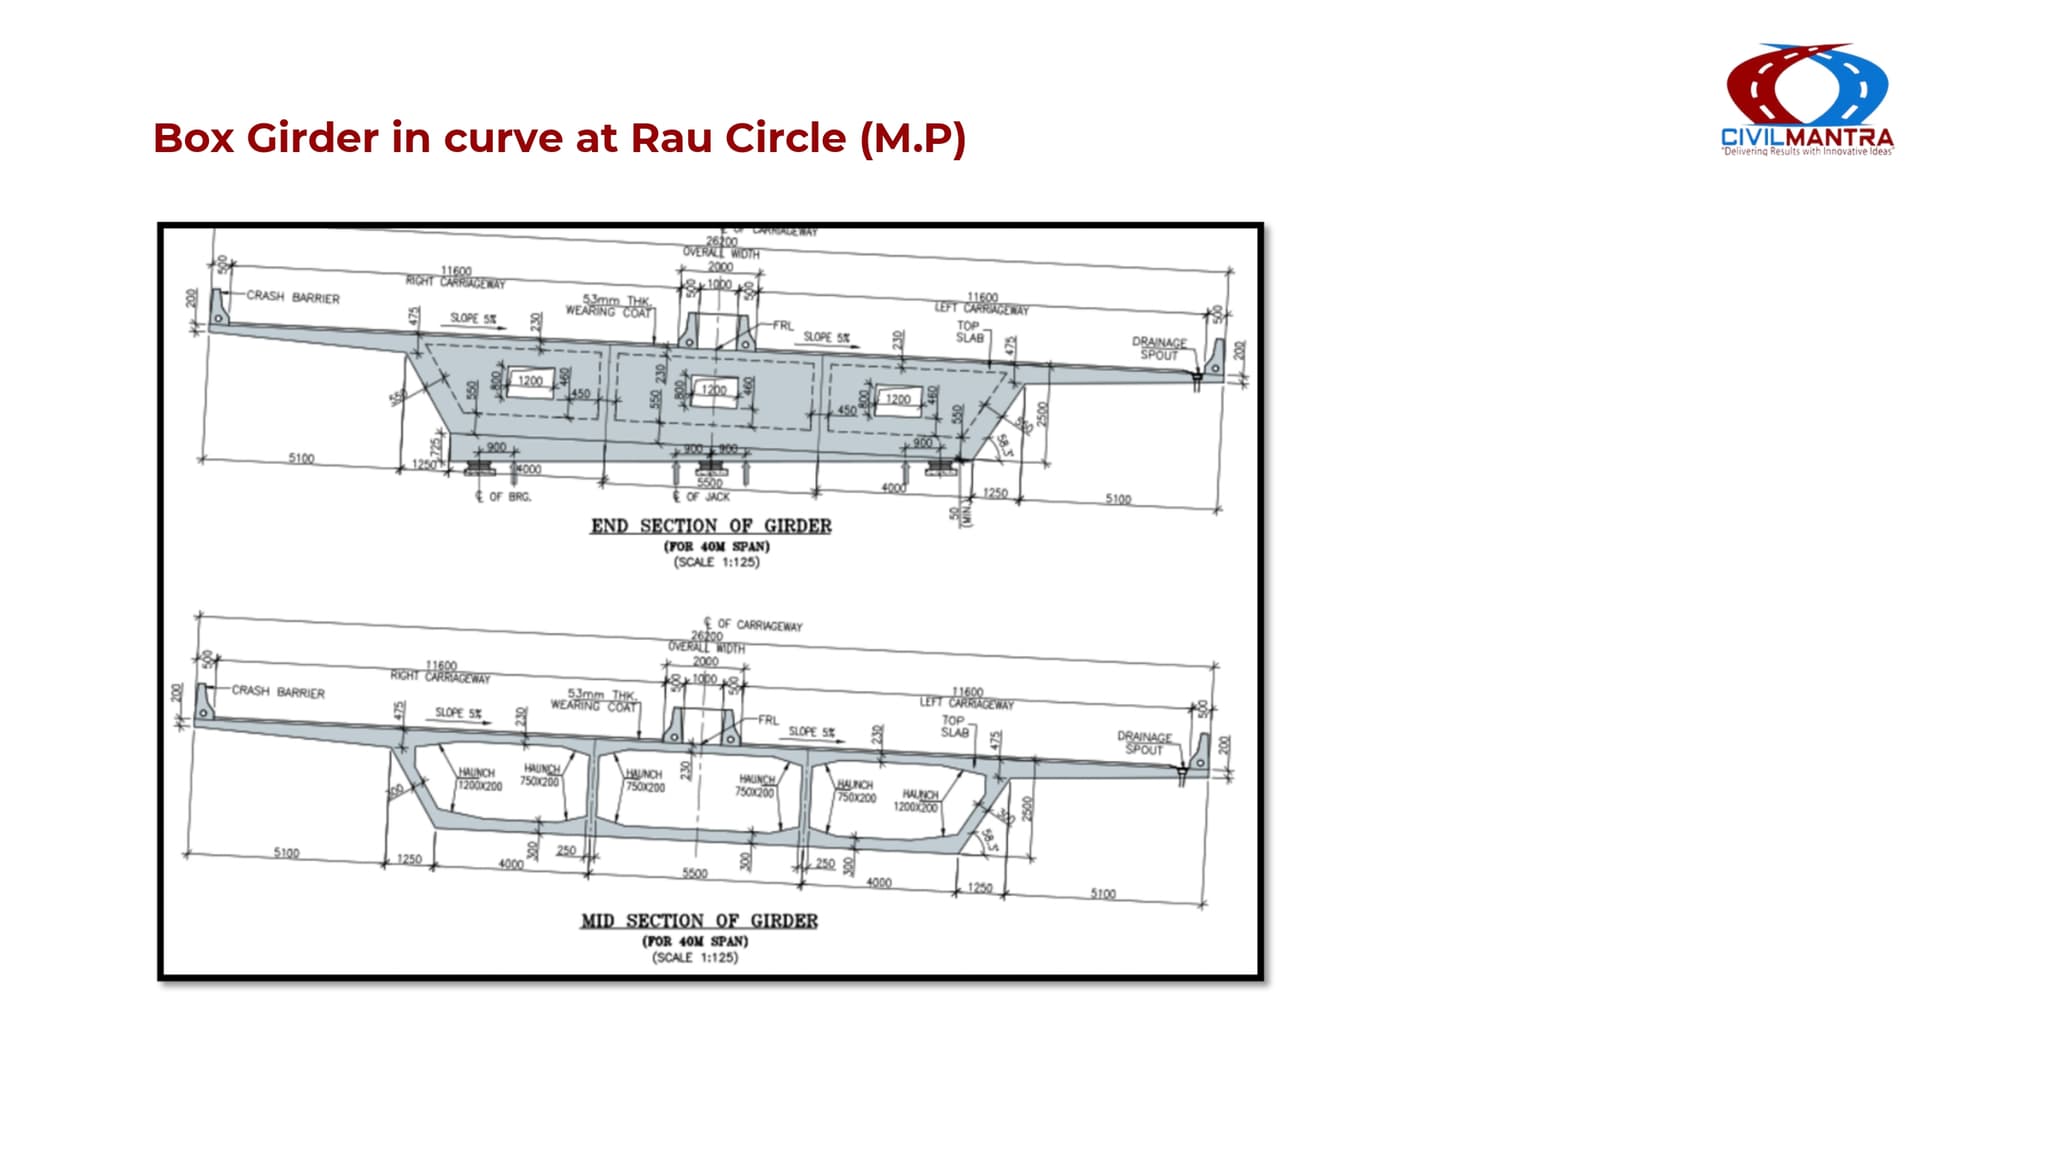 CIVILMANTRA
"Delivering Results with Innovative Ideas"
Box Girder in curve at Rau Circle (M.P)
℄ OF CARRIAGEWAY
26200
OVERALL WIDTH
2000
500 11600 500 1000 500 11600 500
RIGHT CARRIAGEWAY
LEFT CARRIAGEWAY
200 CRASH BARRIER
53mm THK.
WEARING COAT
FRL
475 SLOPE 5% 230
SLOPE 5% 230
TOP
SLAB
475
DRAINAGE
SPOUT
200
800 1200 460 550 450
230 550 800 1200 460
450 800 1200 460 550
2500
58.5°
725 900 900 900 900
5100 1250 4000 5500 4000 1250 5100
℄ OF BRG.
℄ OF JACK
50
(MIN.)
END SECTION OF GIRDER
(FOR 40M SPAN)
(SCALE 1:125)
℄ OF CARRIAGEWAY
26200
OVERALL WIDTH
2000
500 11600 500 1000 500 11600 500
RIGHT CARRIAGEWAY
LEFT CARRIAGEWAY
200 CRASH BARRIER
53mm THK.
WEARING COAT
FRL
475 SLOPE 5% 230
SLOPE 5% 230
TOP
SLAB
475
DRAINAGE
SPOUT
200
HAUNCH
1200X200
HAUNCH
750X200
HAUNCH
750X200
230
HAUNCH
750X200
HAUNCH
750X200
HAUNCH
1200X200
2500
58.5°
300 250 300 250 300
5100 1250 4000 5500 4000 1250 5100
MID SECTION OF GIRDER
(FOR 40M SPAN)
(SCALE 1:125)